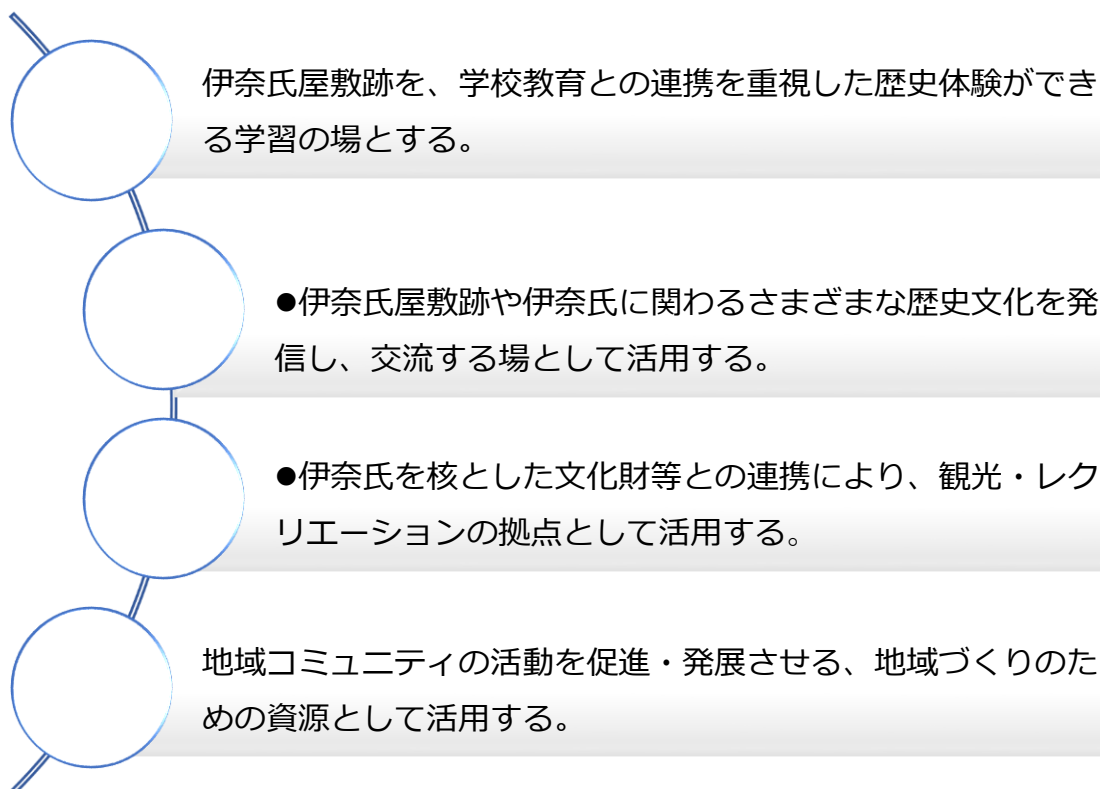 伊奈氏屋敷跡を、学校教育との連携を重視した歴史体験ができ
る学習の場とする。
●伊奈氏屋敷跡や伊奈氏に関わるさまざまな歴史文化を発
信し、交流する場として活用する。
●伊奈氏を核とした文化財等との連携により、観光・レク
リエーションの拠点として活用する。
地域コミュニティの活動を促進・発展させる、地域づくりのた
めの資源として活用する。